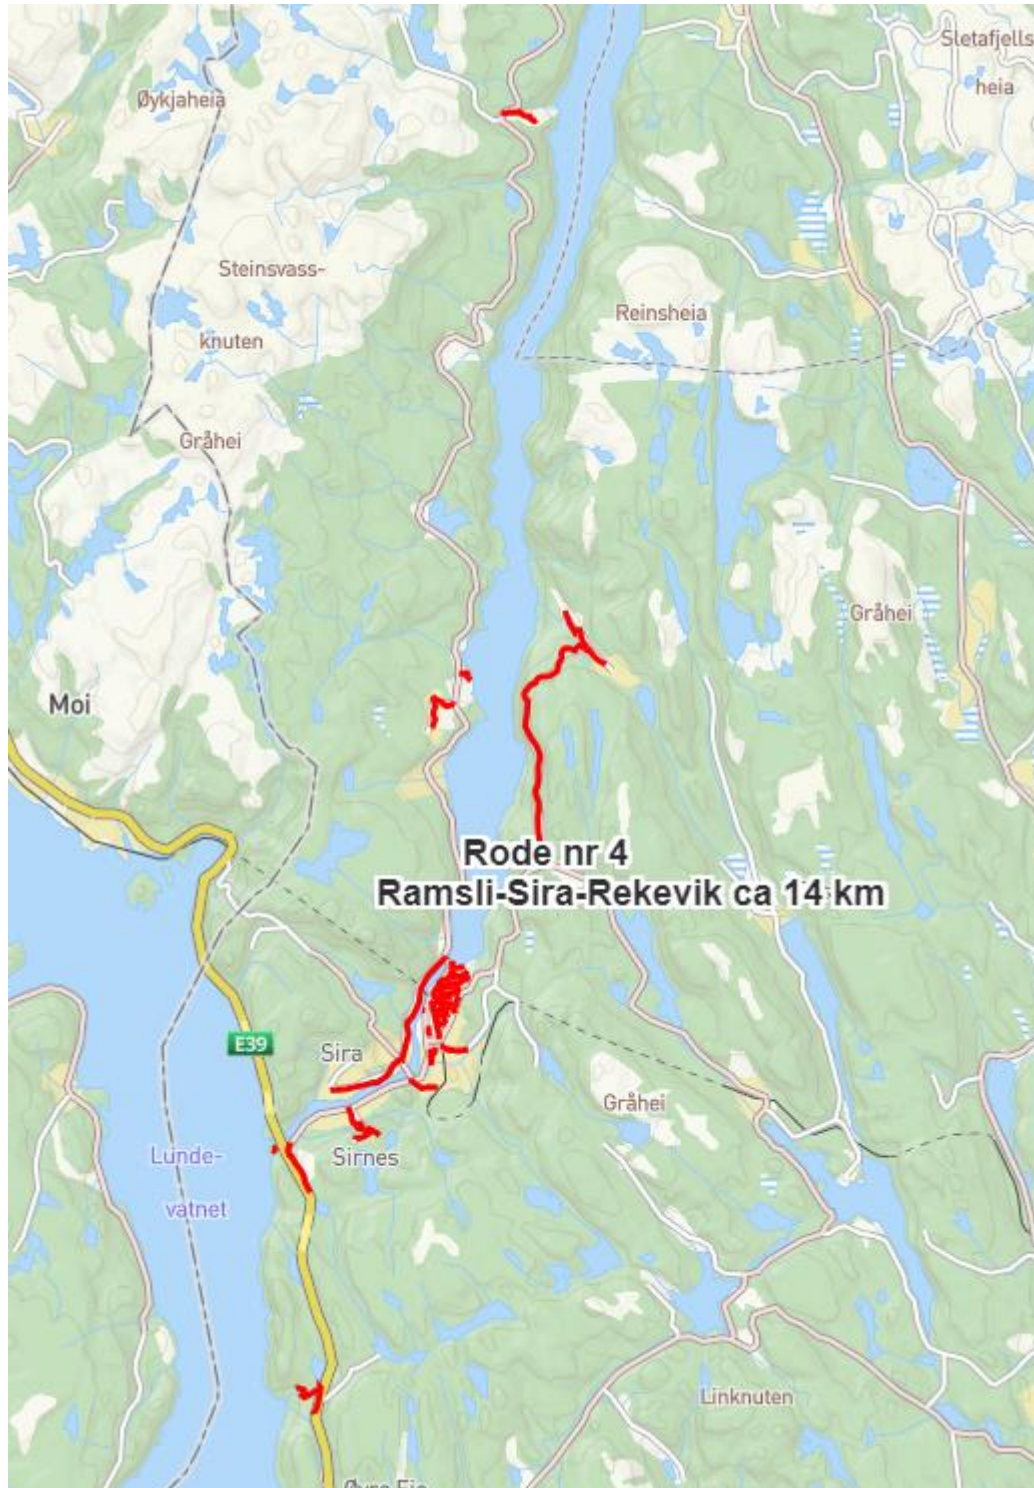 Sletafjells
heia
Øykjaheia
Steinsvass-
knuten
Reinsheia
Gråhei
Gråhei
Moi
Rode nr 4
Ramsli-Sira-Rekevik ca 14 km
E39
Sira
Gråhei
Sirnes
Lunde-
vatnet
Linknuten